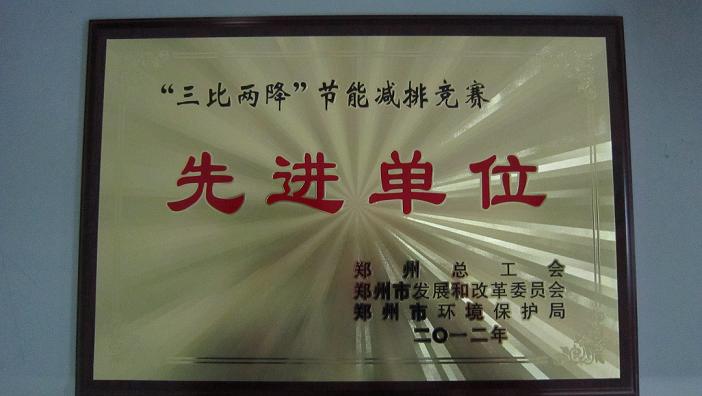 “三比两降”节能减排竞赛
先进单位
郑州总工会
郑州市发展和改革委员会
郑州市环境保护局
二〇一二年